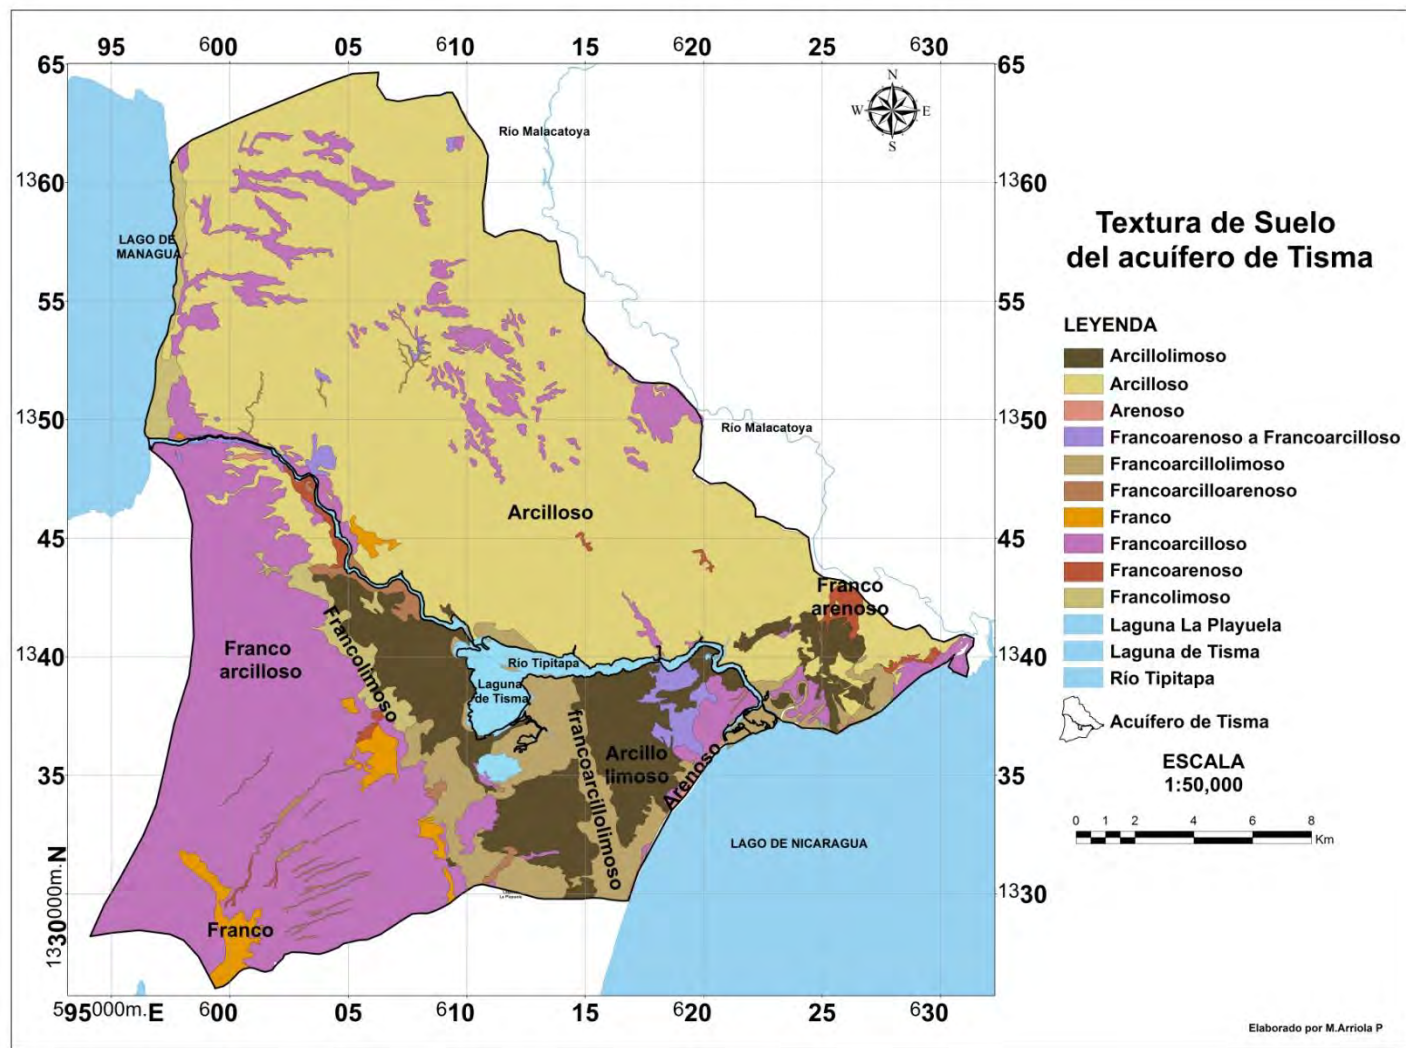 95 600 05 610 15 620 25 630
65 65
Río Malacatoya
N
W E
S
1360 1360
LAGO DE
MANAGUA
Textura de Suelo
del acuífero de Tisma
55 55
LEYENDA
Arcillolimoso
Arcilloso
Arenoso
Francoarenoso a Francoarcilloso
Francoarcillolimoso
Francoarcilloarenoso
Franco
Francoarcilloso
Francoarenoso
Francolimoso
Laguna La Playuela
Laguna de Tisma
Río Tipitapa
Acuífero de Tisma
ESCALA
1:50,000
0 1 2 4 6 8
Km
1350 1350
Río Malacatoya
Arcilloso
45 45
Franco
arenoso
Francolimoso
Franco
arcilloso
1340 1340
Río Tipitapa
Laguna
de Tisma
francoarcillolimoso
Arcillo
limoso
Arenoso
35 35
LAGO DE NICARAGUA
1330000m.N 1330
Franco
595000m.E 600 05 610 15 620 25 630
Elaborado por M.Arriola P